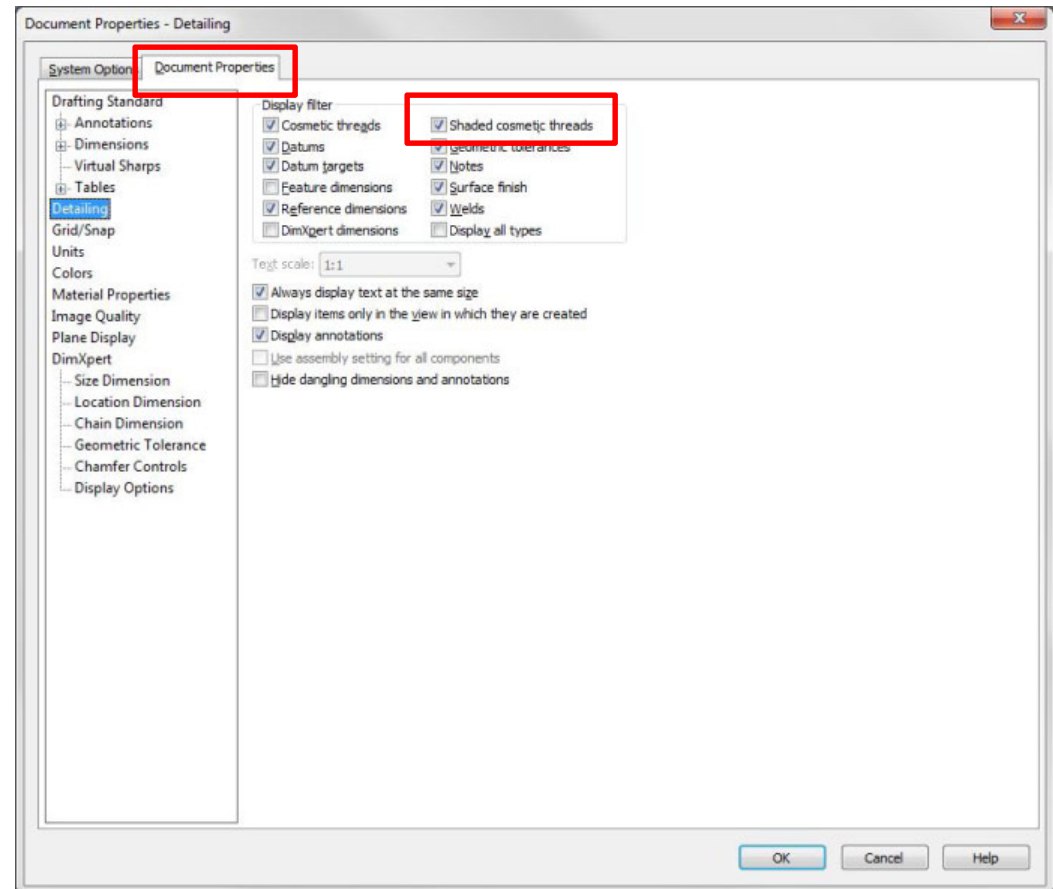 Document Properties - Detailing
System Option Document Properties
Drafting Standard
Annotations
Dimensions
Virtual Sharps
Tables
Detailing
Grid/Snap
Units
Colors
Material Properties
Image Quality
Plane Display
DimXpert
Size Dimension
Location Dimension
Chain Dimension
Geometric Tolerance
Chamfer Controls
Display Options
Display filter
Cosmetic threads Shaded cosmetic threads
Datums Geometric tolerances
Datum targets Notes
Feature dimensions Surface finish
Reference dimensions Welds
DimXpert dimensions Display all types
Text scale: 1:1
Always display text at the same size
Display items only in the view in which they are created
Display annotations
Use assembly setting for all components
Hide dangling dimensions and annotations
OK Cancel Help